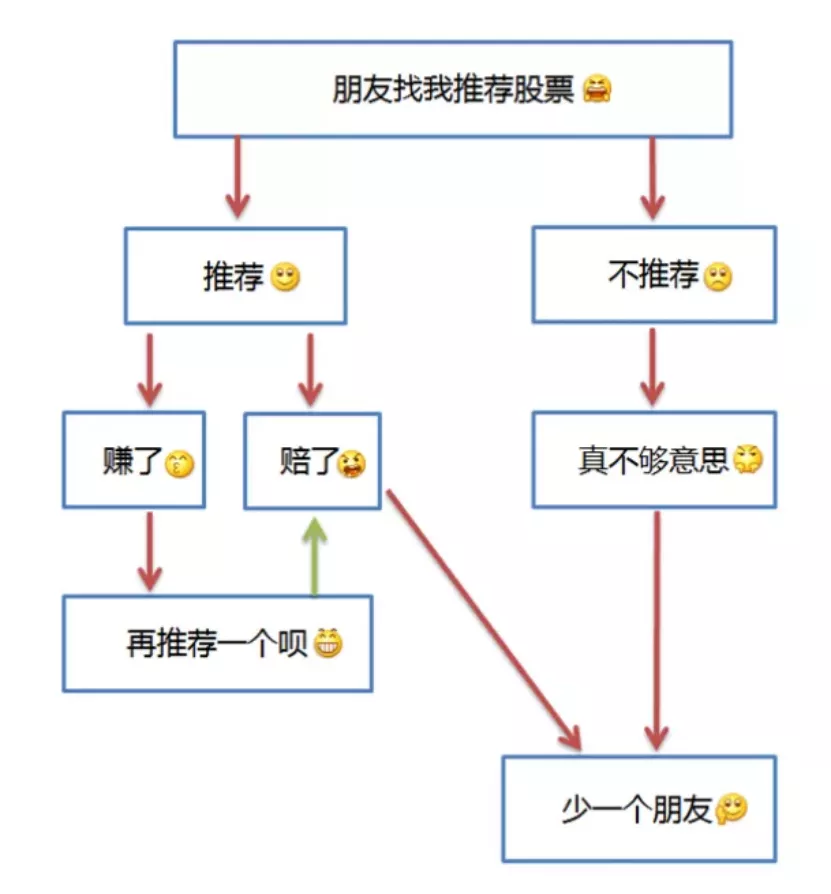 朋友找我推荐股票
推荐
不推荐
赚了
赔了
真不够意思
再推荐一个呗
少一个朋友